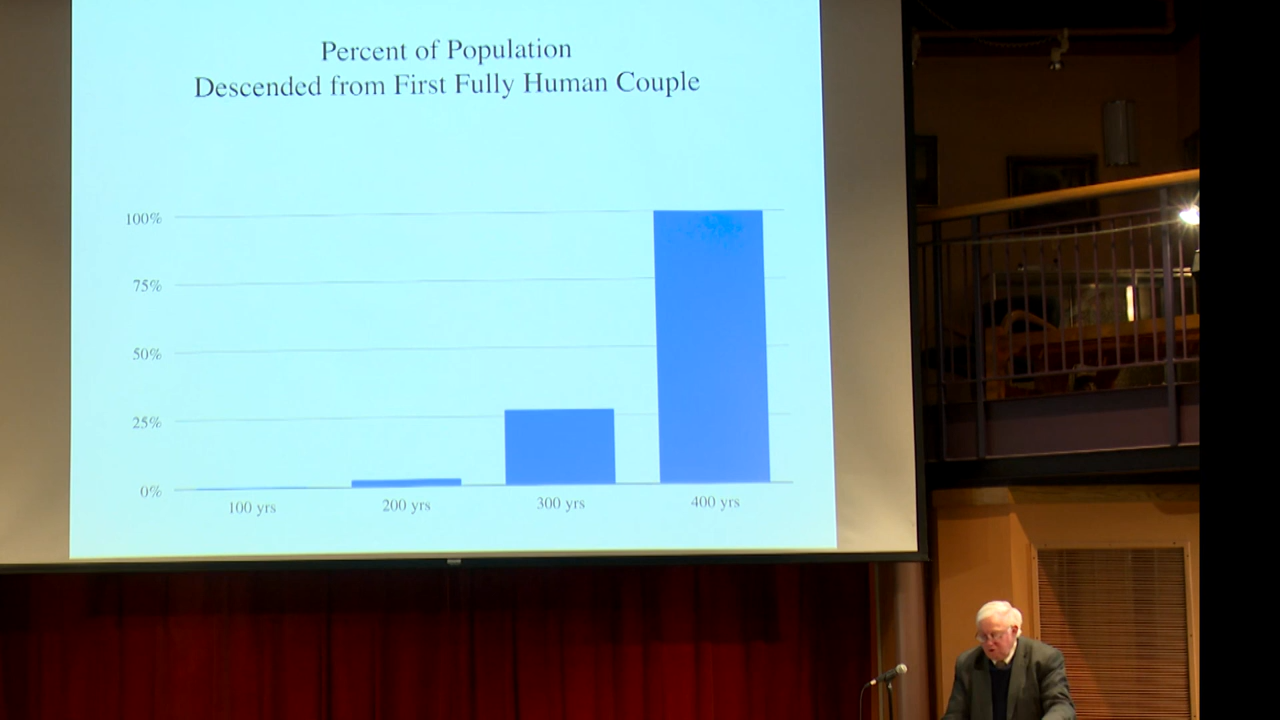 Percent of Population
Descended from First Fully Human Couple
100%
75%
50%
25%
0%
100 yrs
200 yrs
300 yrs
400 yrs